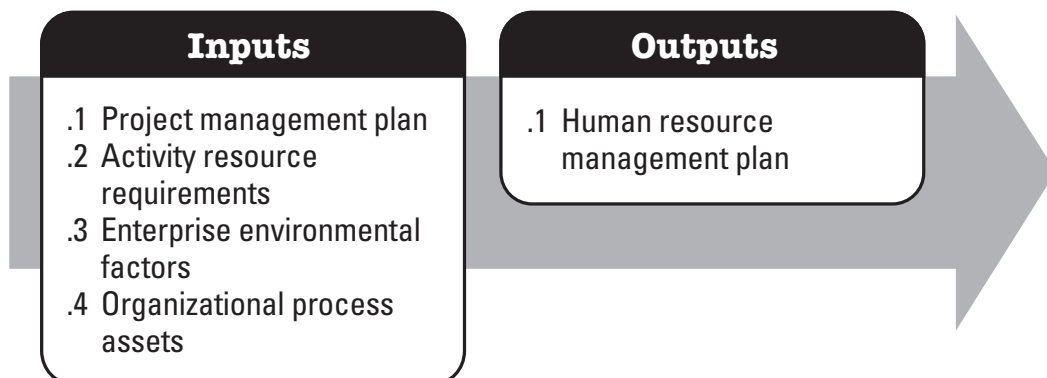 Inputs
.1 Project management plan
.2 Activity resource
requirements
.3 Enterprise environmental
factors
.4 Organizational process
assets
Outputs
.1 Human resource
management plan